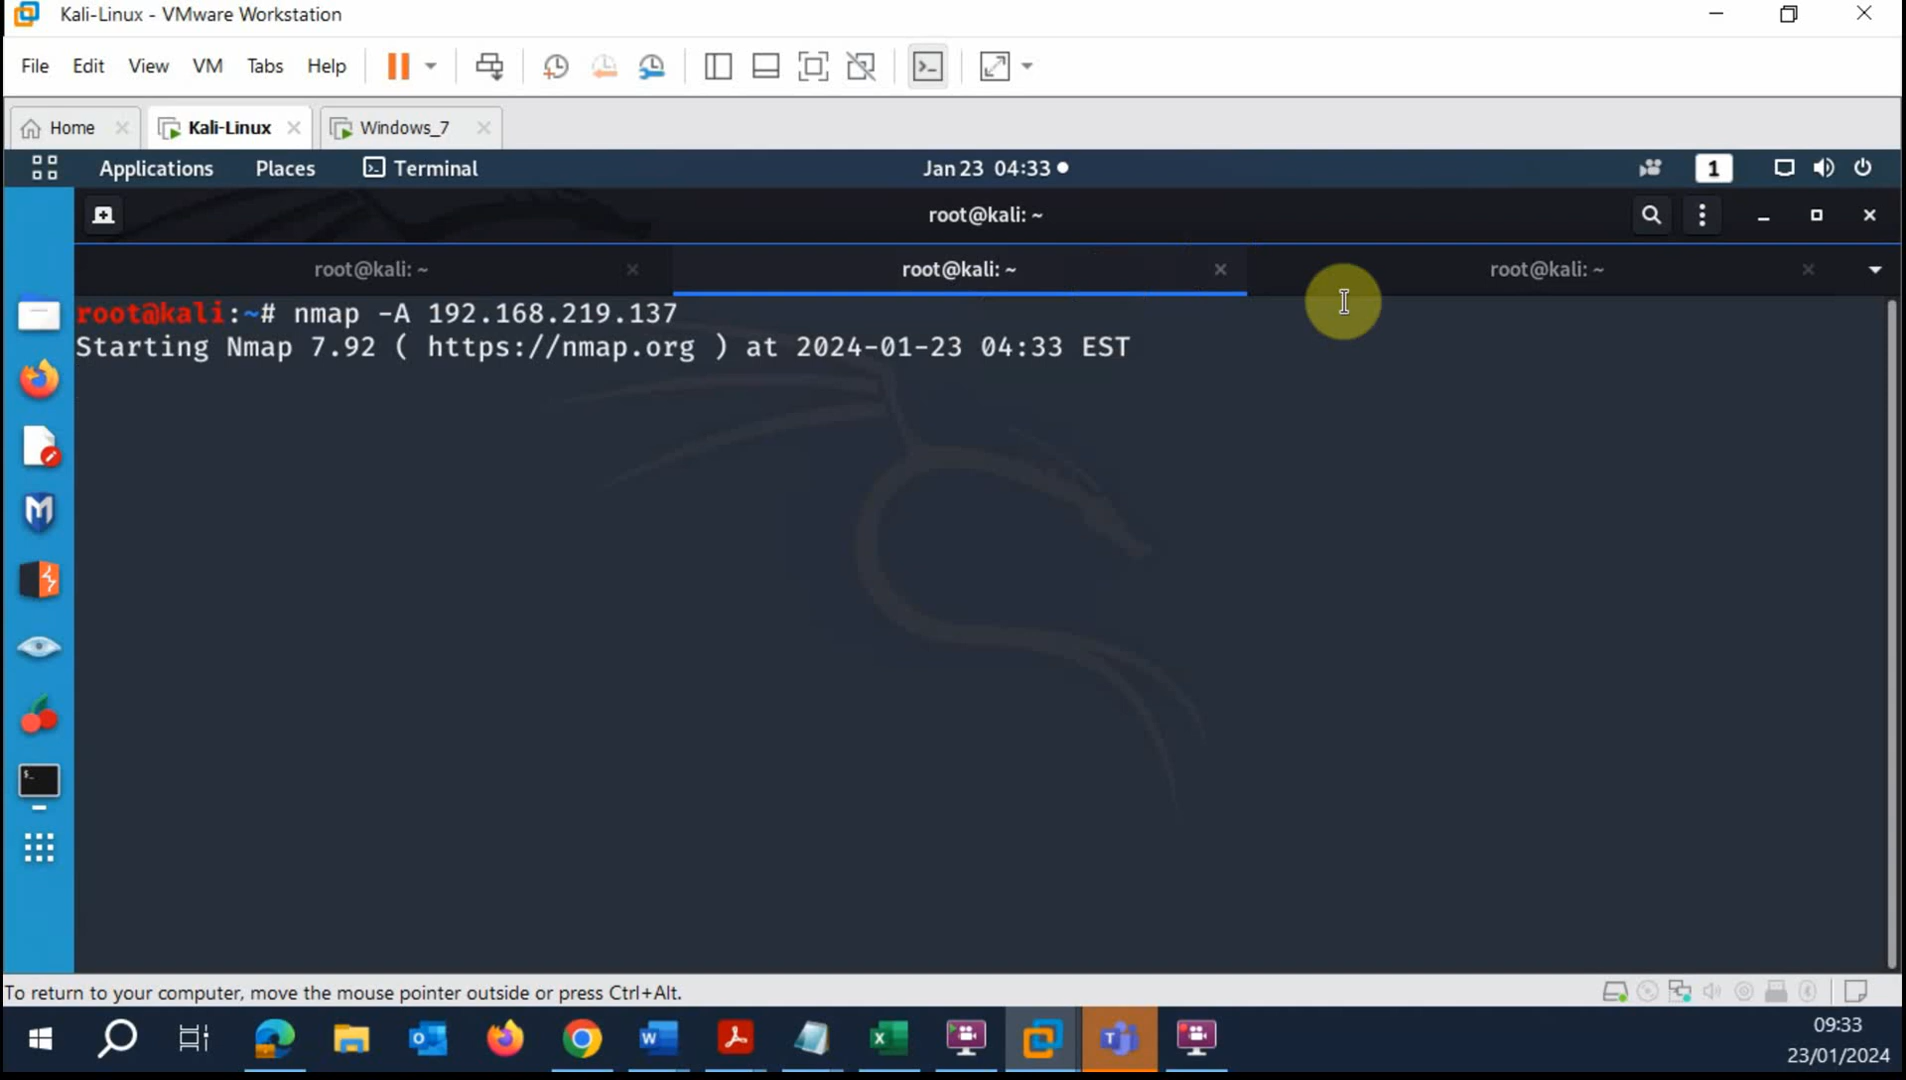 Kali-Linux - VMware Workstation
File Edit View VM Tabs Help
Home Kali-Linux Windows_7
Applications Places Terminal Jan 23 04:33 1
root@kali: ~
root@kali: ~ root@kali: ~ root@kali: ~
root@kali:~# nmap -A 192.168.219.137
Starting Nmap 7.92 ( https://nmap.org ) at 2024-01-23 04:33 EST
To return to your computer, move the mouse pointer outside or press Ctrl+Alt.
09:33
23/01/2024